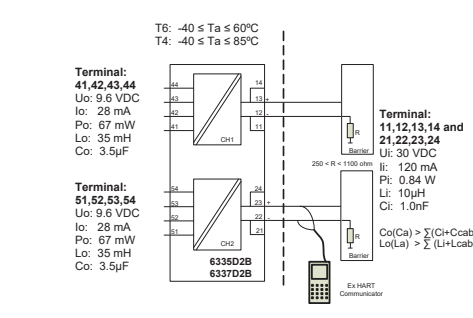 T6: -40 ≤ Ta ≤ 60ºC
T4: -40 ≤ Ta ≤ 85ºC
Terminal:
41,42,43,44
Uo: 9.6 VDC
Io: 28 mA
Po: 67 mW
Lo: 35 mH
Co: 3.5µF
44
43
42
41
CH1
14
13 +
12 -
11
R
Barrier
250 < R < 1100 ohm
Terminal:
11,12,13,14 and
21,22,23,24
Ui: 30 VDC
Ii: 120 mA
Pi: 0.84 W
Li: 10µH
Ci: 1.0nF
Terminal:
51,52,53,54
Uo: 9.6 VDC
Io: 28 mA
Po: 67 mW
Lo: 35 mH
Co: 3.5µF
54
53
52
51
CH2
24
23 +
22 -
21
R
Barrier
Co(Ca) > ∑(Ci+Ccab
Lo(La) > ∑ (Li+Lcab
6335D2B
6337D2B
Ex HART
Communicator